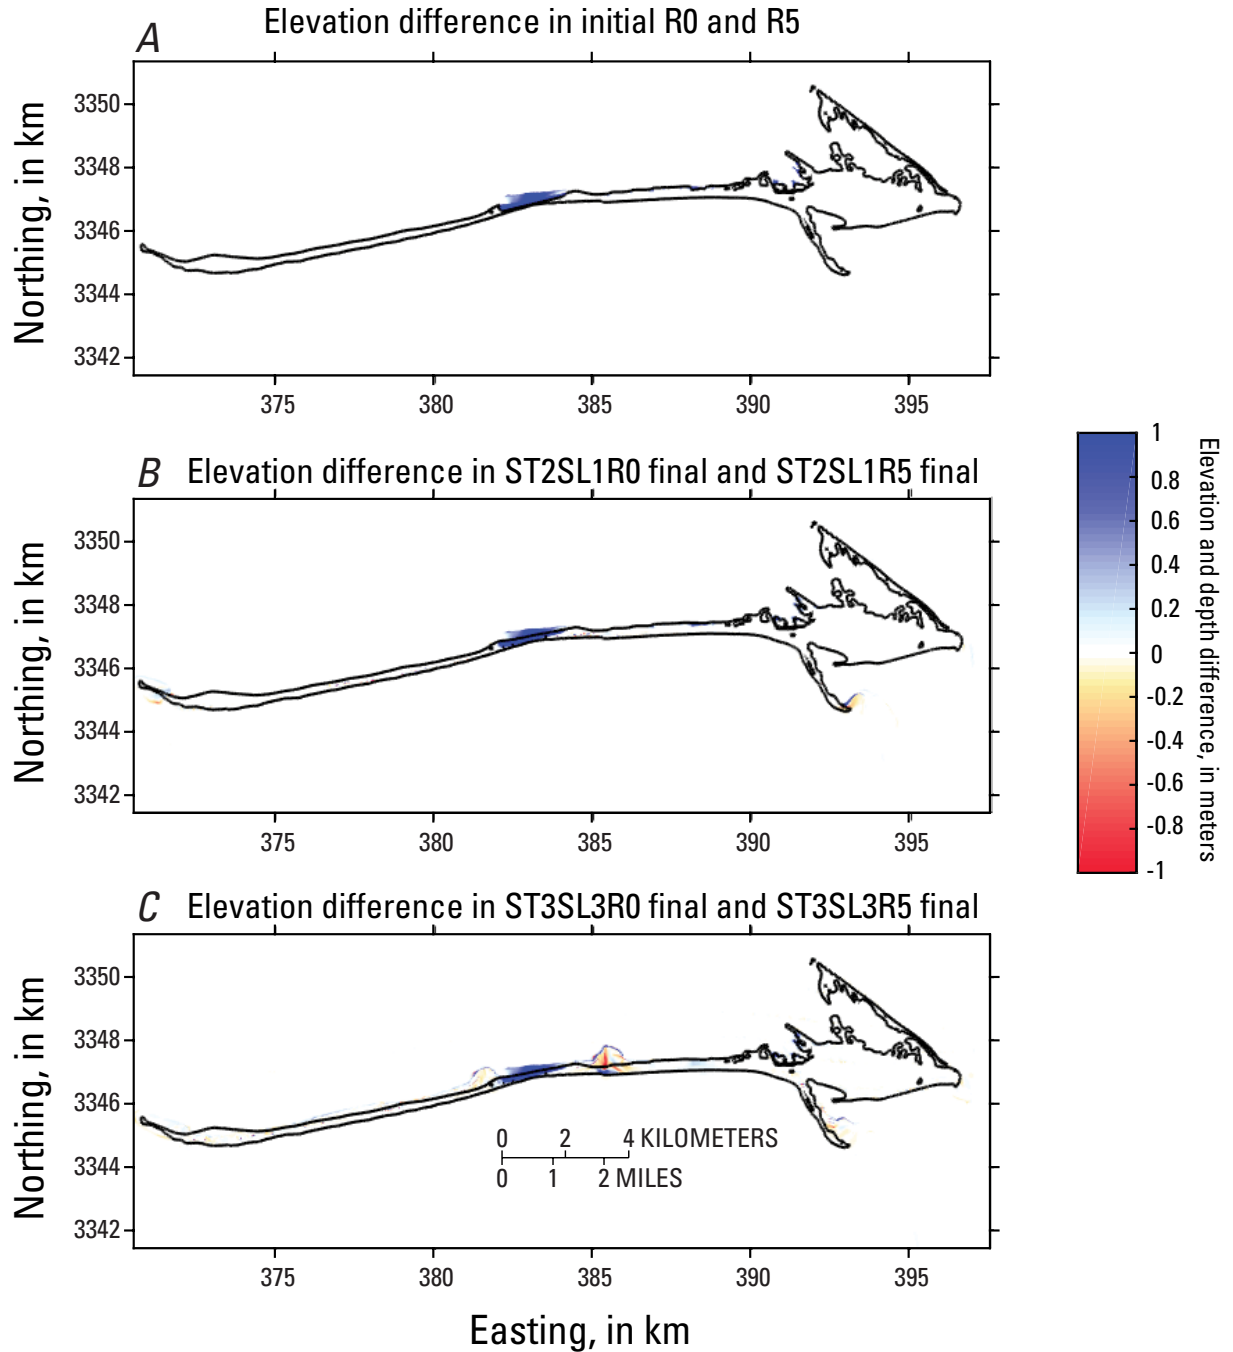 Elevation difference in initial R0 and R5
A
3350
3348
3346
3344
3342
Northing, in km
375 380 385 390 395
B Elevation difference in ST2SL1R0 final and ST2SL1R5 final
3350
3348
3346
3344
3342
Northing, in km
375 380 385 390 395
1
0.8
0.6
0.4
0.2
0
-0.2
-0.4
-0.6
-0.8
-1
Elevation and depth difference, in meters
C Elevation difference in ST3SL3R0 final and ST3SL3R5 final
3350
3348
3346
3344
3342
Northing, in km
0 2 4 KILOMETERS
0 1 2 MILES
375 380 385 390 395
Easting, in km